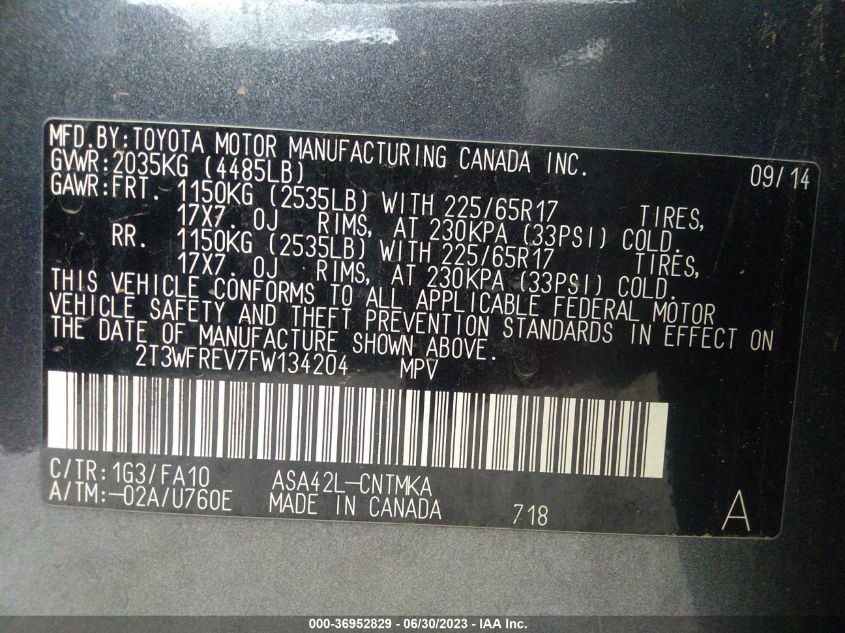 MFD.BY:TOYOTA MOTOR MANUFACTURING CANADA INC.
GVWR:2035KG (4485LB) 09/14
GAWR:FRT. 1150KG (2535LB) WITH 225/65R17 TIRES,
17X7. 0J RIMS, AT 230KPA (33PSI) COLD.
RR. 1150KG (2535LB) WITH 225/65R17 TIRES,
17X7. 0J RIMS, AT 230KPA (33PSI) COLD.
THIS VEHICLE CONFORMS TO ALL APPLICABLE FEDERAL MOTOR
VEHICLE SAFETY AND THEFT PREVENTION STANDARDS IN EFFECT ON
THE DATE OF MANUFACTURE SHOWN ABOVE.
2T3WFREV7FW134204 MPV
C/TR:1G3/FA10 ASA42L-CNTMKA
A/TM:-02A/U760E MADE IN CANADA 718 A
000-36952829 - 06/30/2023 - IAA Inc.